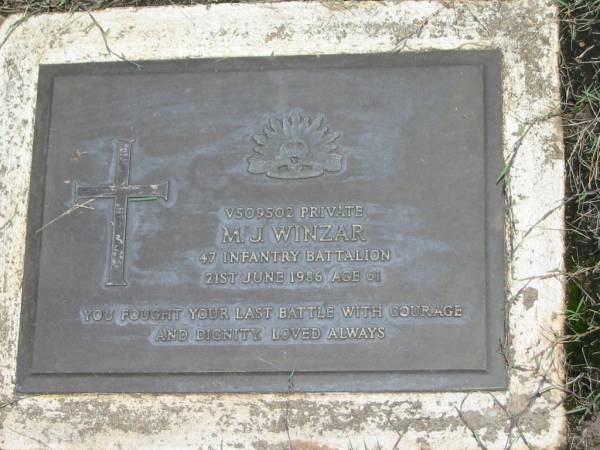 V509502 PRIVATE
M. J. WINZAR
47 INFANTRY BATTALION
21ST JUNE 1986 AGE 61
YOU FOUGHT YOUR LAST BATTLE WITH COURAGE
AND DIGNITY. LOVED ALWAYS